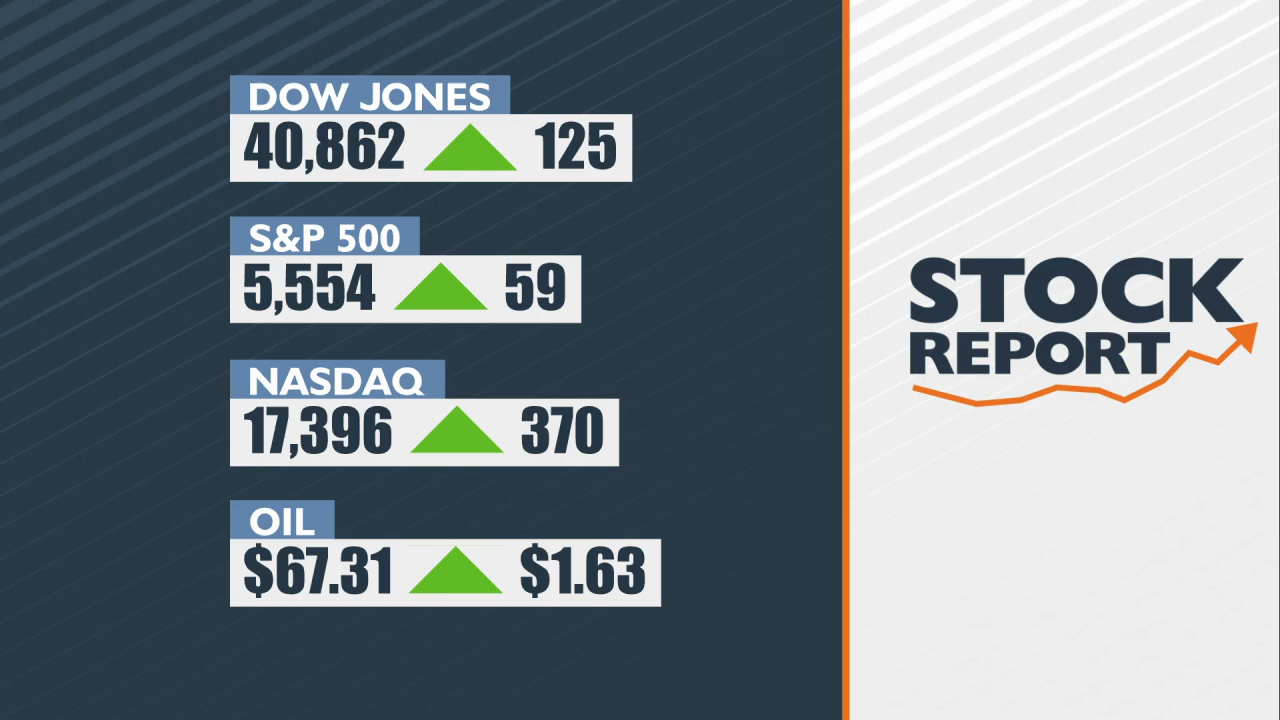 DOW JONES
40,862 125
S&P 500
5,554 59
NASDAQ
17,396 370
OIL
$67.31 $1.63
STOCK
REPORT